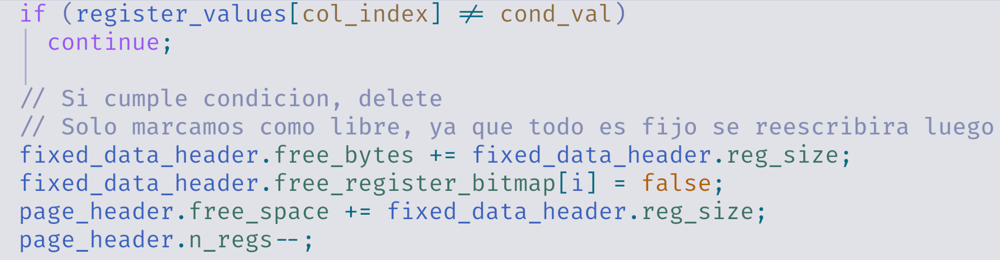 if (register_values[col_index] != cond_val)
continue;
// Si cumple condicion, delete
// Solo marcamos como libre, ya que todo es fijo se reescribira luego
fixed_data_header.free_bytes += fixed_data_header.reg_size;
fixed_data_header.free_register_bitmap[i] = false;
page_header.free_space += fixed_data_header.reg_size;
page_header.n_regs--;